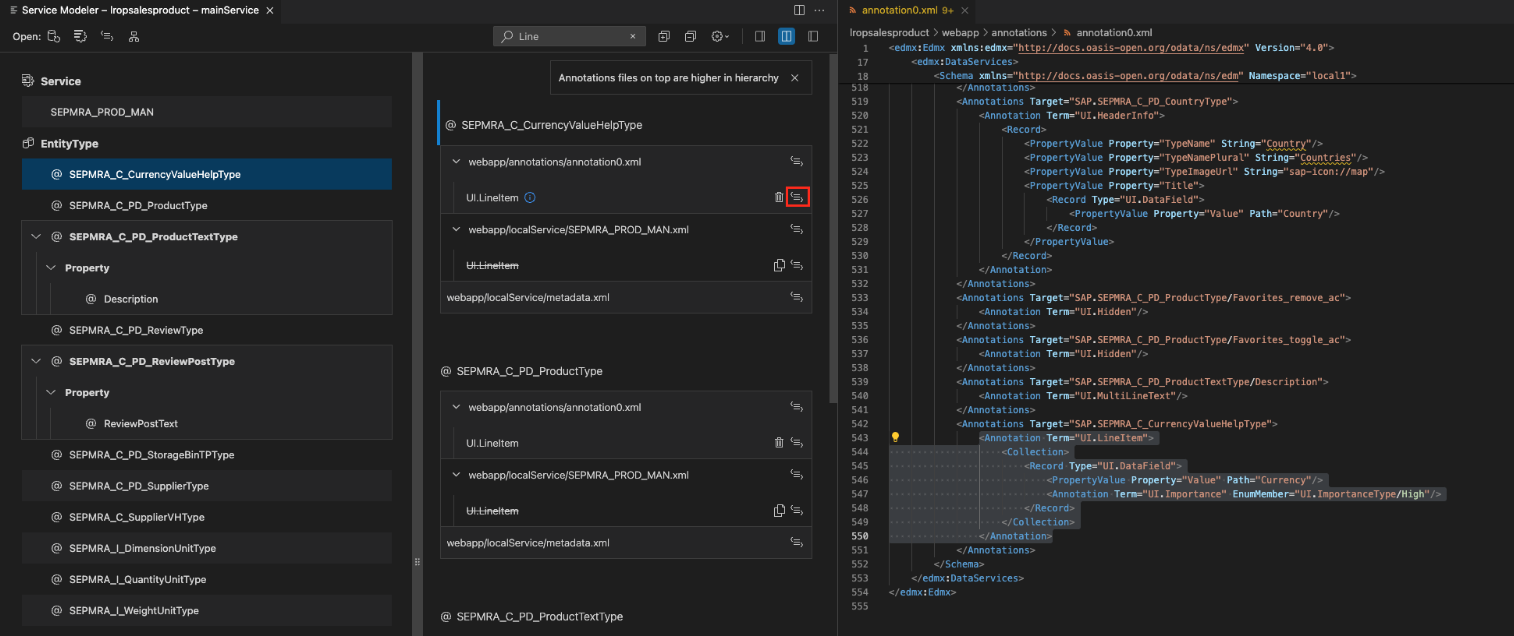 Service Modeler – lropsalesproduct – mainService ×
Open:
Line ×
Service
SEPMRA_PROD_MAN
EntityType
@ SEPMRA_C_CurrencyValueHelpType
@ SEPMRA_C_PD_ProductType
@ SEPMRA_C_PD_ProductTextType
Property
@ Description
@ SEPMRA_C_PD_ReviewType
@ SEPMRA_C_PD_ReviewPostType
Property
@ ReviewPostText
@ SEPMRA_C_PD_StorageBinTPType
@ SEPMRA_C_PD_SupplierType
@ SEPMRA_C_SupplierVHType
@ SEPMRA_I_DimensionUnitType
@ SEPMRA_I_QuantityUnitType
@ SEPMRA_I_WeightUnitType
Annotations files on top are higher in hierarchy ×
@ SEPMRA_C_CurrencyValueHelpType
webapp/annotations/annotation0.xml
UI.LineItem
webapp/localService/SEPMRA_PROD_MAN.xml
UI.LineItem
webapp/localService/metadata.xml
@ SEPMRA_C_PD_ProductType
webapp/annotations/annotation0.xml
UI.LineItem
webapp/localService/SEPMRA_PROD_MAN.xml
UI.LineItem
webapp/localService/metadata.xml
@ SEPMRA_C_PD_ProductTextType
annotation0.xml 9+ ×
lropsalesproduct > webapp > annotations > annotation0.xml
1 <edmx:Edmx xmlns:edmx="http://docs.oasis-open.org/odata/ns/edmx" Version="4.0">
17 <edmx:DataServices>
18 <Schema xmlns="http://docs.oasis-open.org/odata/ns/edm" Namespace="local1">
518 </Annotations>
519 <Annotations Target="SAP.SEPMRA_C_PD_CountryType">
520 <Annotation Term="UI.HeaderInfo">
521 <Record>
522 <PropertyValue Property="TypeName" String="Country"/>
523 <PropertyValue Property="TypeNamePlural" String="Countries"/>
524 <PropertyValue Property="TypeImageUrl" String="sap-icon://map"/>
525 <PropertyValue Property="Title">
526 <Record Type="UI.DataField">
527 <PropertyValue Property="Value" Path="Country"/>
528 </Record>
529 </PropertyValue>
530 </Record>
531 </Annotation>
532 </Annotations>
533 <Annotations Target="SAP.SEPMRA_C_PD_ProductType/Favorites_remove_ac">
534 <Annotation Term="UI.Hidden"/>
535 </Annotations>
536 <Annotations Target="SAP.SEPMRA_C_PD_ProductType/Favorites_toggle_ac">
537 <Annotation Term="UI.Hidden"/>
538 </Annotations>
539 <Annotations Target="SAP.SEPMRA_C_PD_ProductTextType/Description">
540 <Annotation Term="UI.MultiLineText"/>
541 </Annotations>
542 <Annotations Target="SAP.SEPMRA_C_CurrencyValueHelpType">
543 <Annotation Term="UI.LineItem">
544 <Collection>
545 <Record Type="UI.DataField">
546 <PropertyValue Property="Value" Path="Currency"/>
547 <Annotation Term="UI.Importance" EnumMember="UI.ImportanceType/High"/>
548 </Record>
549 </Collection>
550 </Annotation>
551 </Annotations>
552 </Schema>
553 </edmx:DataServices>
554 </edmx:Edmx>
555